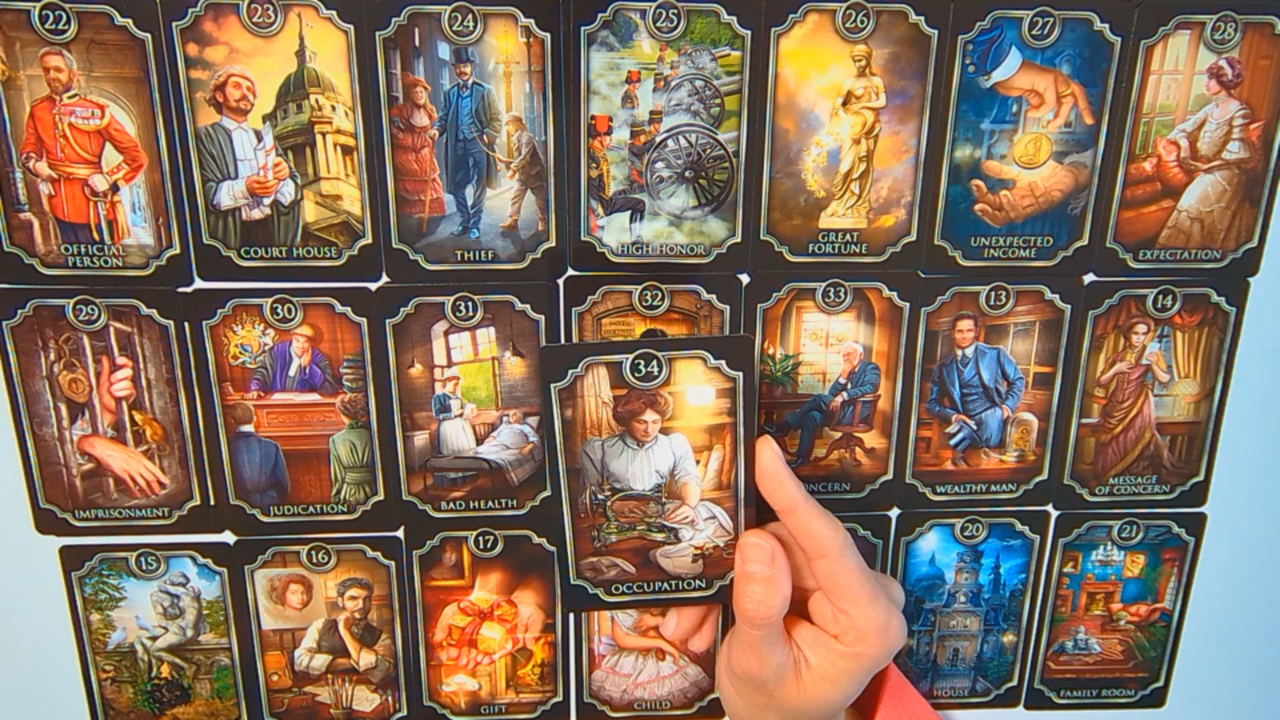 22
OFFICIAL
PERSON
23
COURT HOUSE
24
THIEF
25
HIGH HONOR
26
GREAT
FORTUNE
27
UNEXPECTED
INCOME
28
EXPECTATION
29
IMPRISONMENT
30
JUDICATION
31
BAD HEALTH
32
33
ONCERN
13
WEALTHY MAN
14
MESSAGE
OF CONCERN
34
OCCUPATION
15
16
17
GIFT
CHILD
20
HOUSE
21
FAMILY ROOM